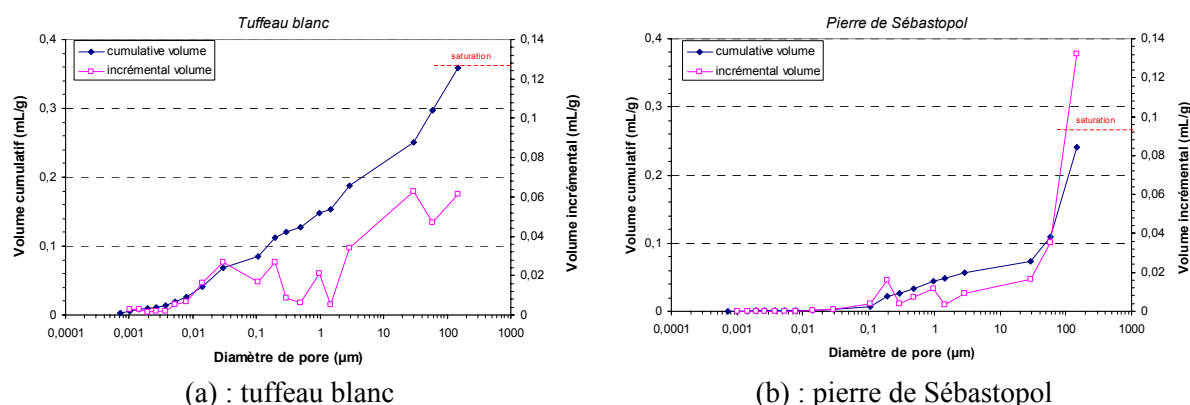 Tuffeau blanc
cumulative volume
incrémental volume
saturation
Volume cumulatif (mL/g)
0,4
0,3
0,2
0,1
0
0,14
0,12
0,1
0,08
0,06
0,04
0,02
0
Volume incrémental (mL/g)
0,0001 0,001 0,01 0,1 1 10 100 1000
Diamètre de pore (µm)
(a) : tuffeau blanc
Pierre de Sébastopol
cumulative volume
incrémental volume
saturation
Volume cumulatif (mL/g)
0,4
0,3
0,2
0,1
0
0,14
0,12
0,1
0,08
0,06
0,04
0,02
0
Volume incrémental (mL/g)
0,0001 0,001 0,01 0,1 1 10 100 1000
Diamètre de pore (µm)
(b) : pierre de Sébastopol